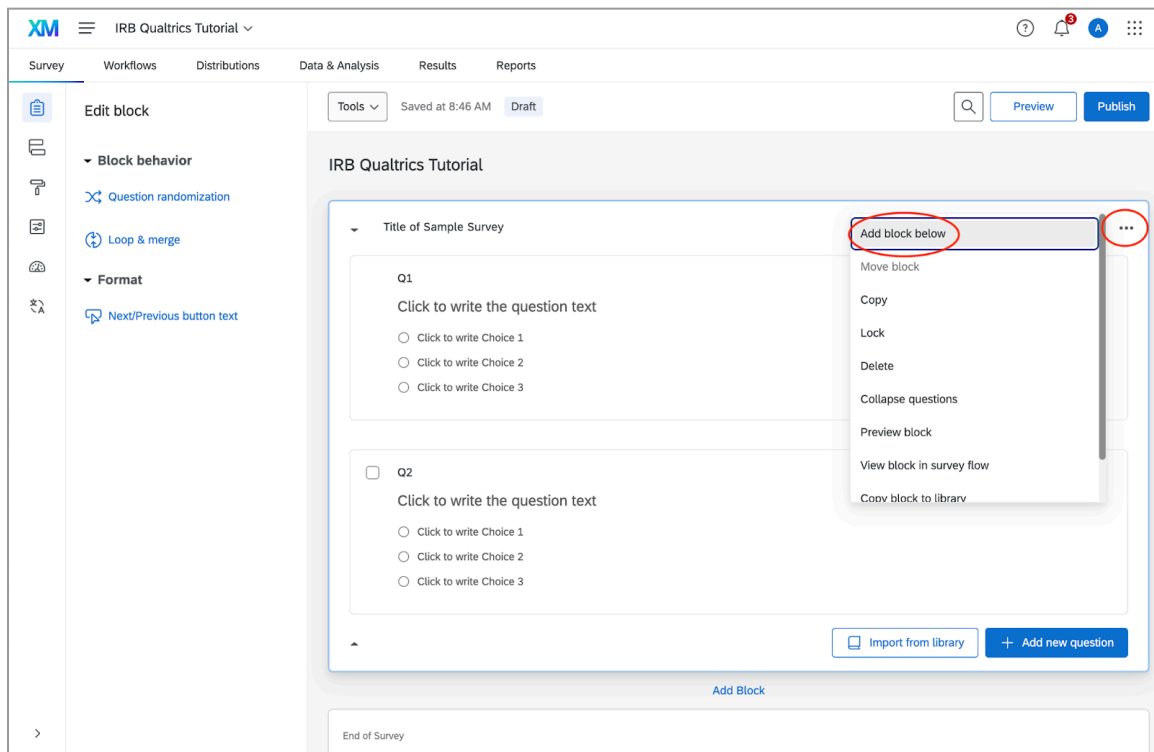 XM IRB Qualtrics Tutorial 3 A
Survey Workflows Distributions Data & Analysis Results Reports
Edit block
Block behavior
Question randomization
Loop & merge
Format
Next/Previous button text
Tools Saved at 8:46 AM Draft Preview Publish
IRB Qualtrics Tutorial
Title of Sample Survey
Q1
Click to write the question text
Click to write Choice 1
Click to write Choice 2
Click to write Choice 3
Q2
Click to write the question text
Click to write Choice 1
Click to write Choice 2
Click to write Choice 3
Add block below
Move block
Copy
Lock
Delete
Collapse questions
Preview block
View block in survey flow
Copy block to library
Import from library + Add new question
Add Block
End of Survey